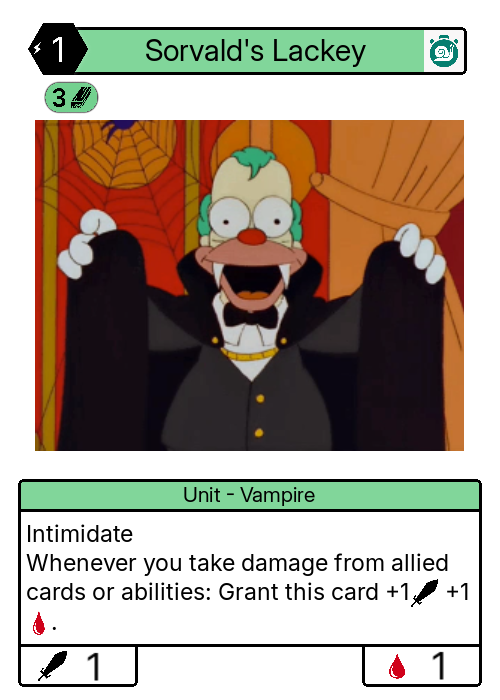 1
Sorvald's Lackey
3
Unit - Vampire
Intimidate
Whenever you take damage from allied
cards or abilities: Grant this card +1 +1
.
1
1